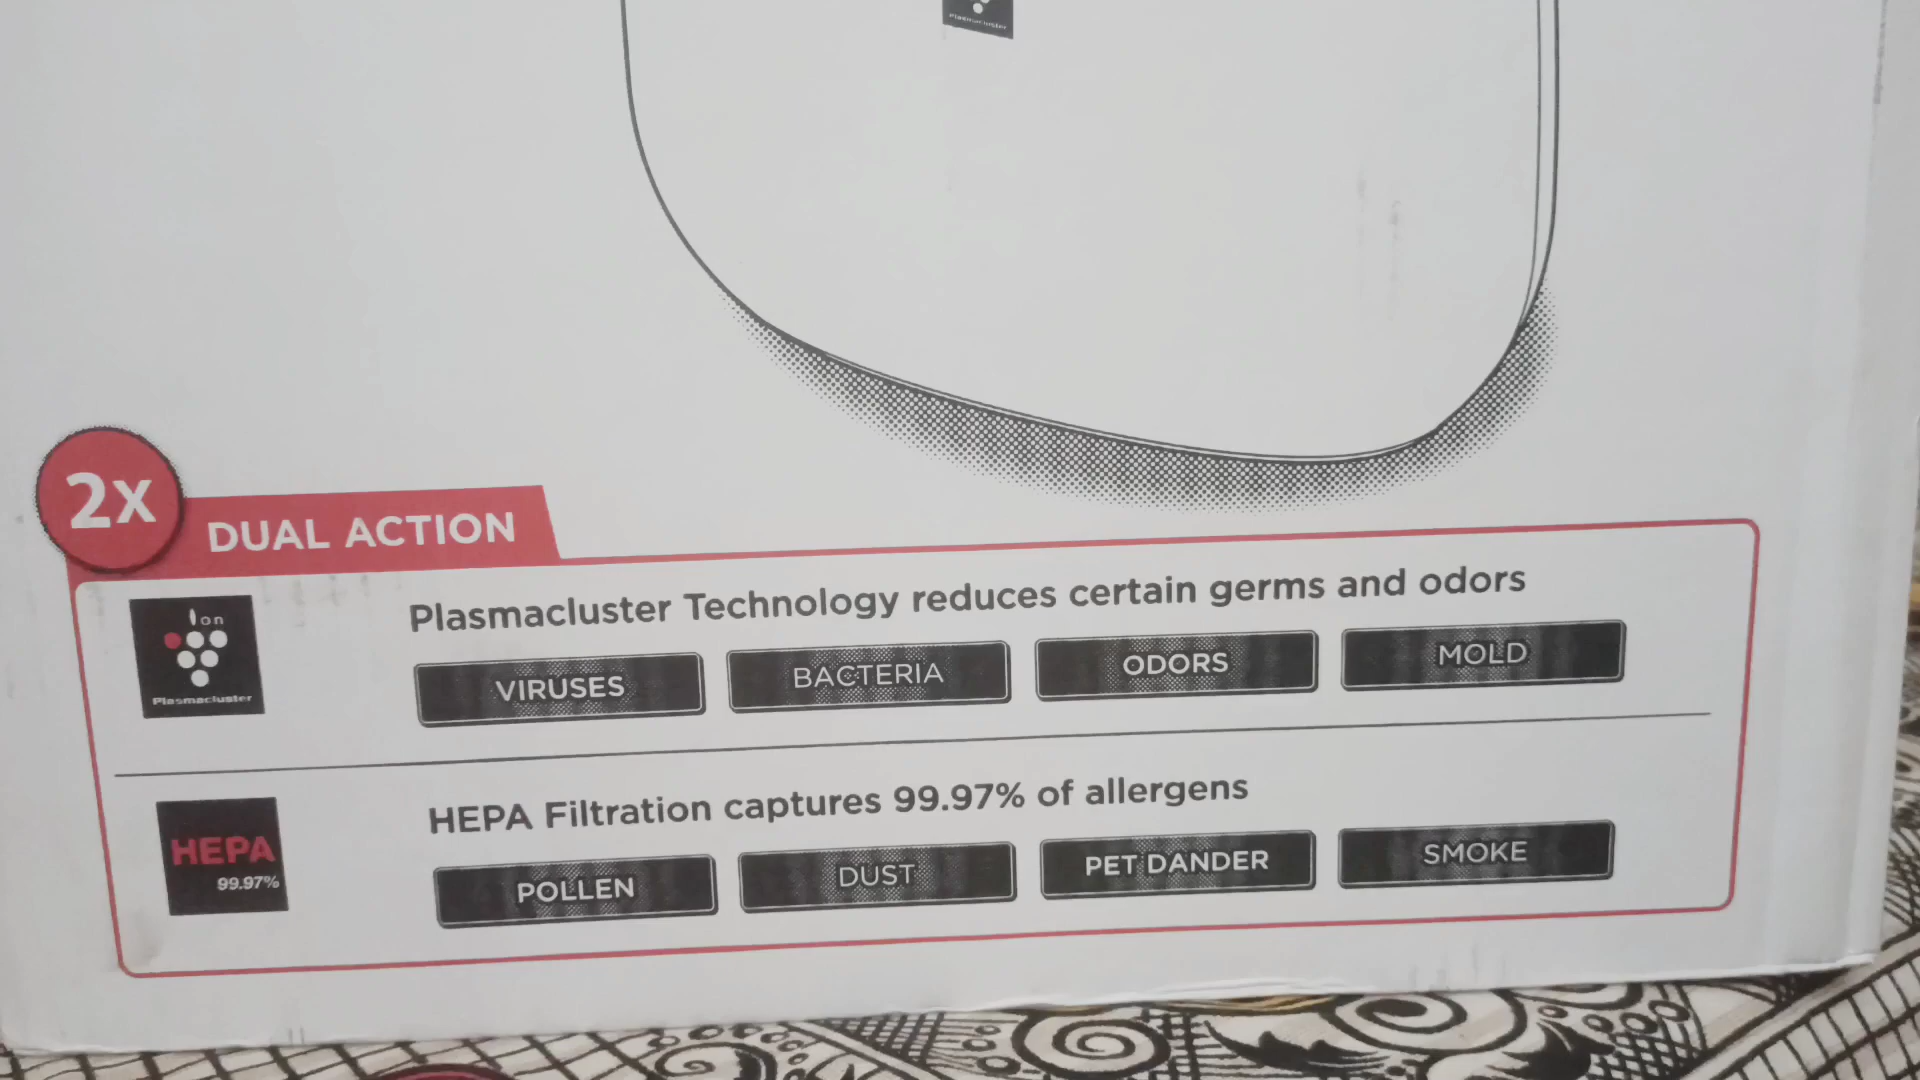 Plasmacluster
2x
DUAL ACTION
Ion
Plasmacluster
Plasmacluster Technology reduces certain germs and odors
VIRUSES BACTERIA ODORS MOLD
HEPA
99.97%
HEPA Filtration captures 99.97% of allergens
POLLEN DUST PET DANDER SMOKE